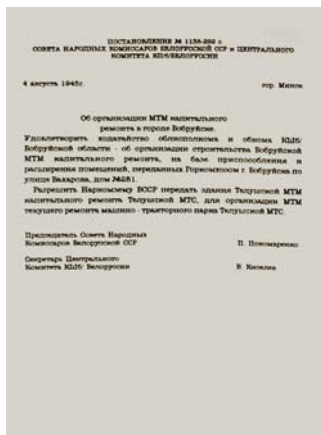 ПОСТАНОВЛЕНИЕ № 1138-392 с
СОВЕТА НАРОДНЫХ КОМИССАРОВ БЕЛОРУССКОЙ ССР и ЦЕНТРАЛЬНОГО
КОМИТЕТА КП/б/БЕЛОРУССИИ
4 августа 1945г. гор. Минск
Об организации МТМ капитального
ремонта в городе Бобруйске.
Удовлетворить ходатайство облисполкома и обкома КП/б/
Бобруйской области - об организации строительства Бобруйской
МТМ капитального ремонта, на базе приспособления и
расширения помещений, переданных Горкомхозом г. Бобруйска по
улице Бахарова, дом №281.
Разрешить Наркомзему БССР передать здания Телушской МТМ
капитального ремонта Телушской МТС, для организации МТМ
текущего ремонта машинно - тракторного парка Телушской МТС.
Председатель Совета Народных
Комиссаров Белорусской ССР П. Пономаренко
Секретарь Центрального
Комитета КП/б/ Белоруссии В. Киселев